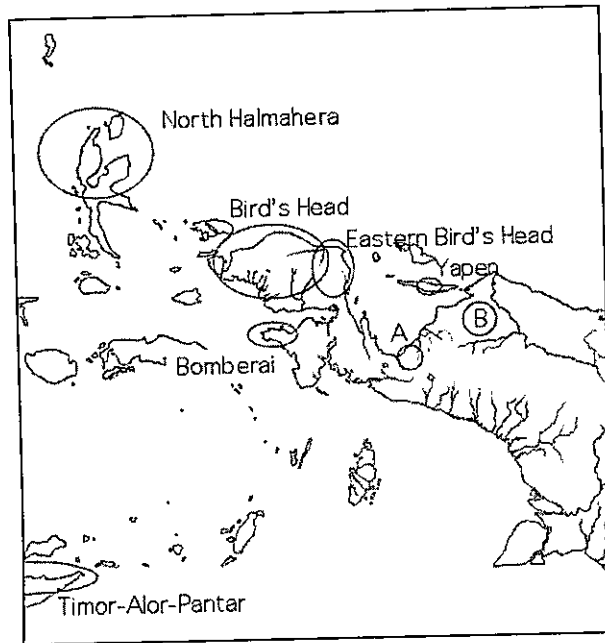 North Halmahera
Bird's Head
Eastern Bird's Head
Yapen
A
B
Bomberai
Timor-Alor-Pantar